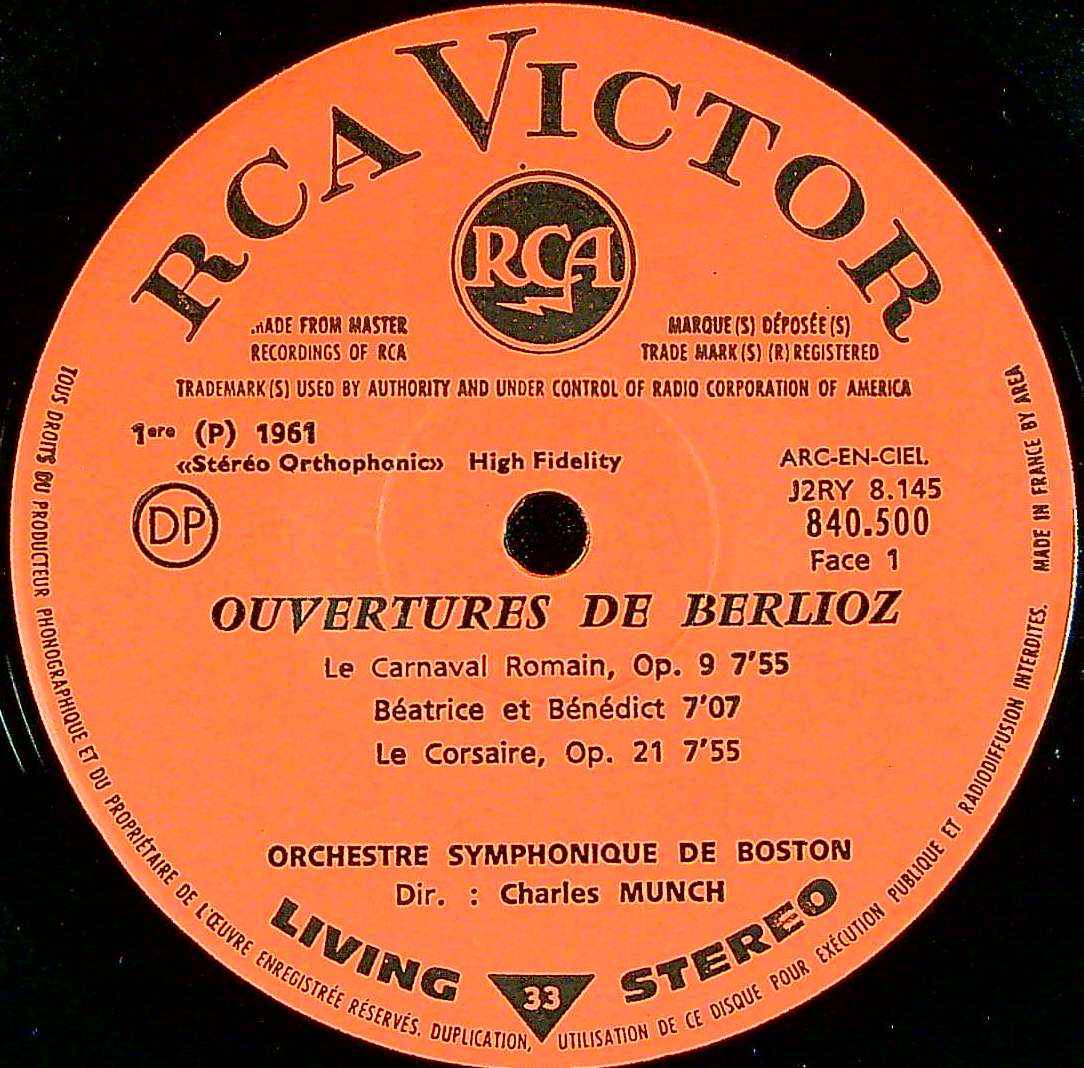 RCA VICTOR
RCA
MADE FROM MASTER
RECORDINGS OF RCA
MARQUE(S) DÉPOSÉE(S)
TRADE MARK(S) (R) REGISTERED
TRADEMARK(S) USED BY AUTHORITY AND UNDER CONTROL OF RADIO CORPORATION OF AMERICA
1ere (P) 1961
«Stéréo Orthophonic» High Fidelity
DP
ARC-EN-CIEL
J2RY 8.145
840.500
Face 1
OUVERTURES DE BERLIOZ
Le Carnaval Romain, Op. 9 7'55
Béatrice et Bénédict 7'07
Le Corsaire, Op. 21 7'55
ORCHESTRE SYMPHONIQUE DE BOSTON
Dir. : Charles MUNCH
LIVING STEREO
33
TOUS DROITS DU PRODUCTEUR PHONOGRAPHIQUE ET DU PROPRIÉTAIRE DE L'ŒUVRE ENREGISTRÉE RÉSERVÉS. DUPLICATION, UTILISATION DE CE DISQUE POUR EXÉCUTION PUBLIQUE ET RADIODIFFUSION INTERDITES.
MADE IN FRANCE BY AREA